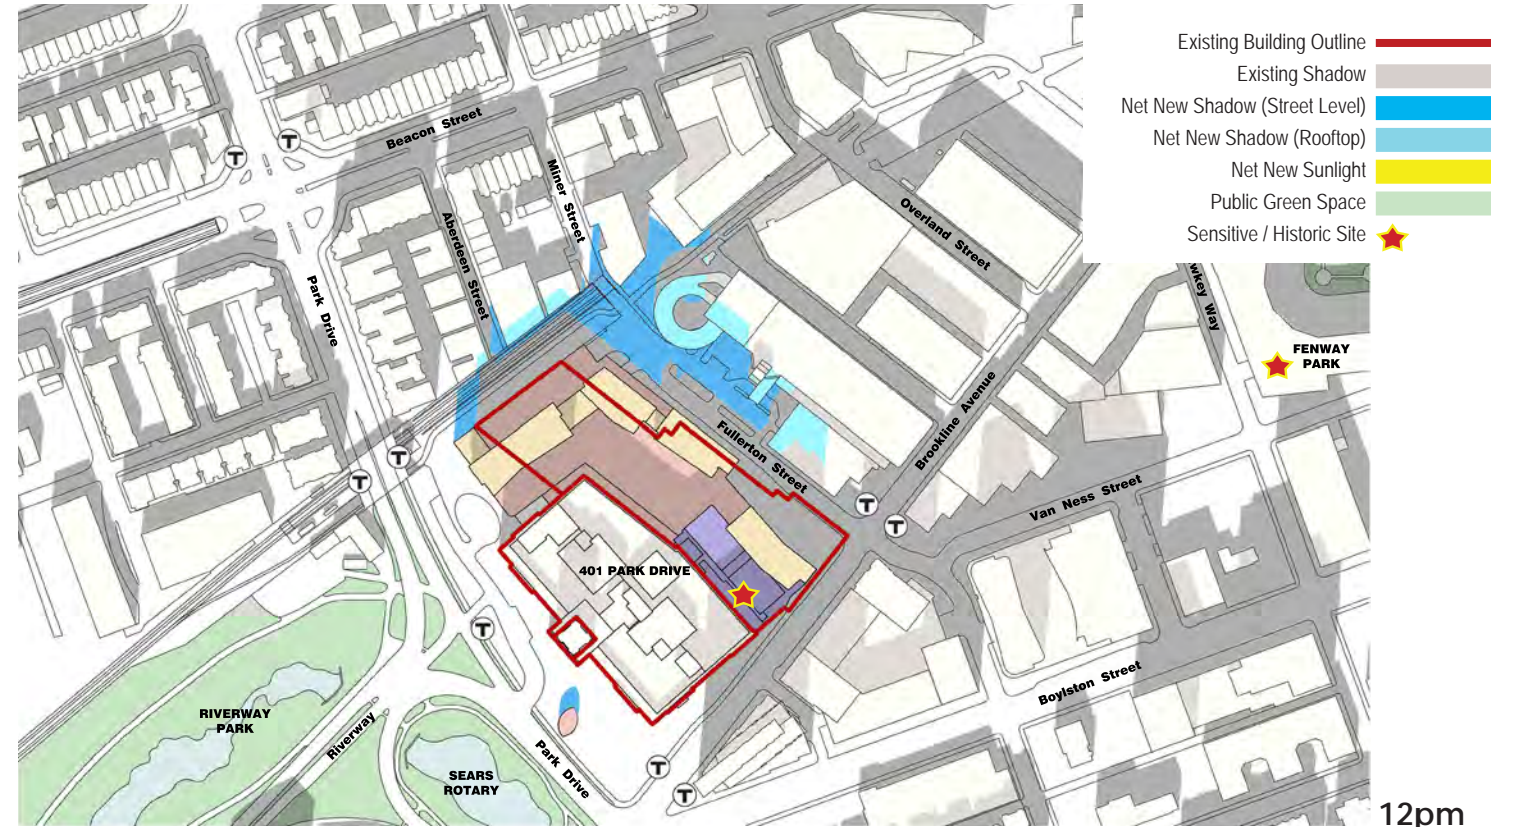 Existing Building Outline
Existing Shadow
Net New Shadow (Street Level)
Net New Shadow (Rooftop)
Net New Sunlight
Public Green Space
Sensitive / Historic Site
T
T
Beacon Street
Miner Street
Aberdeen Street
Overland Street
wkey Way
Park Drive
FENWAY
PARK
Brookline Avenue
Fullerton Street
T
T
T
T
Van Ness Street
401 PARK DRIVE
T
Boylston Street
RIVERWAY
PARK
Riverway
SEARS
ROTARY
Park Drive
T
T
12pm